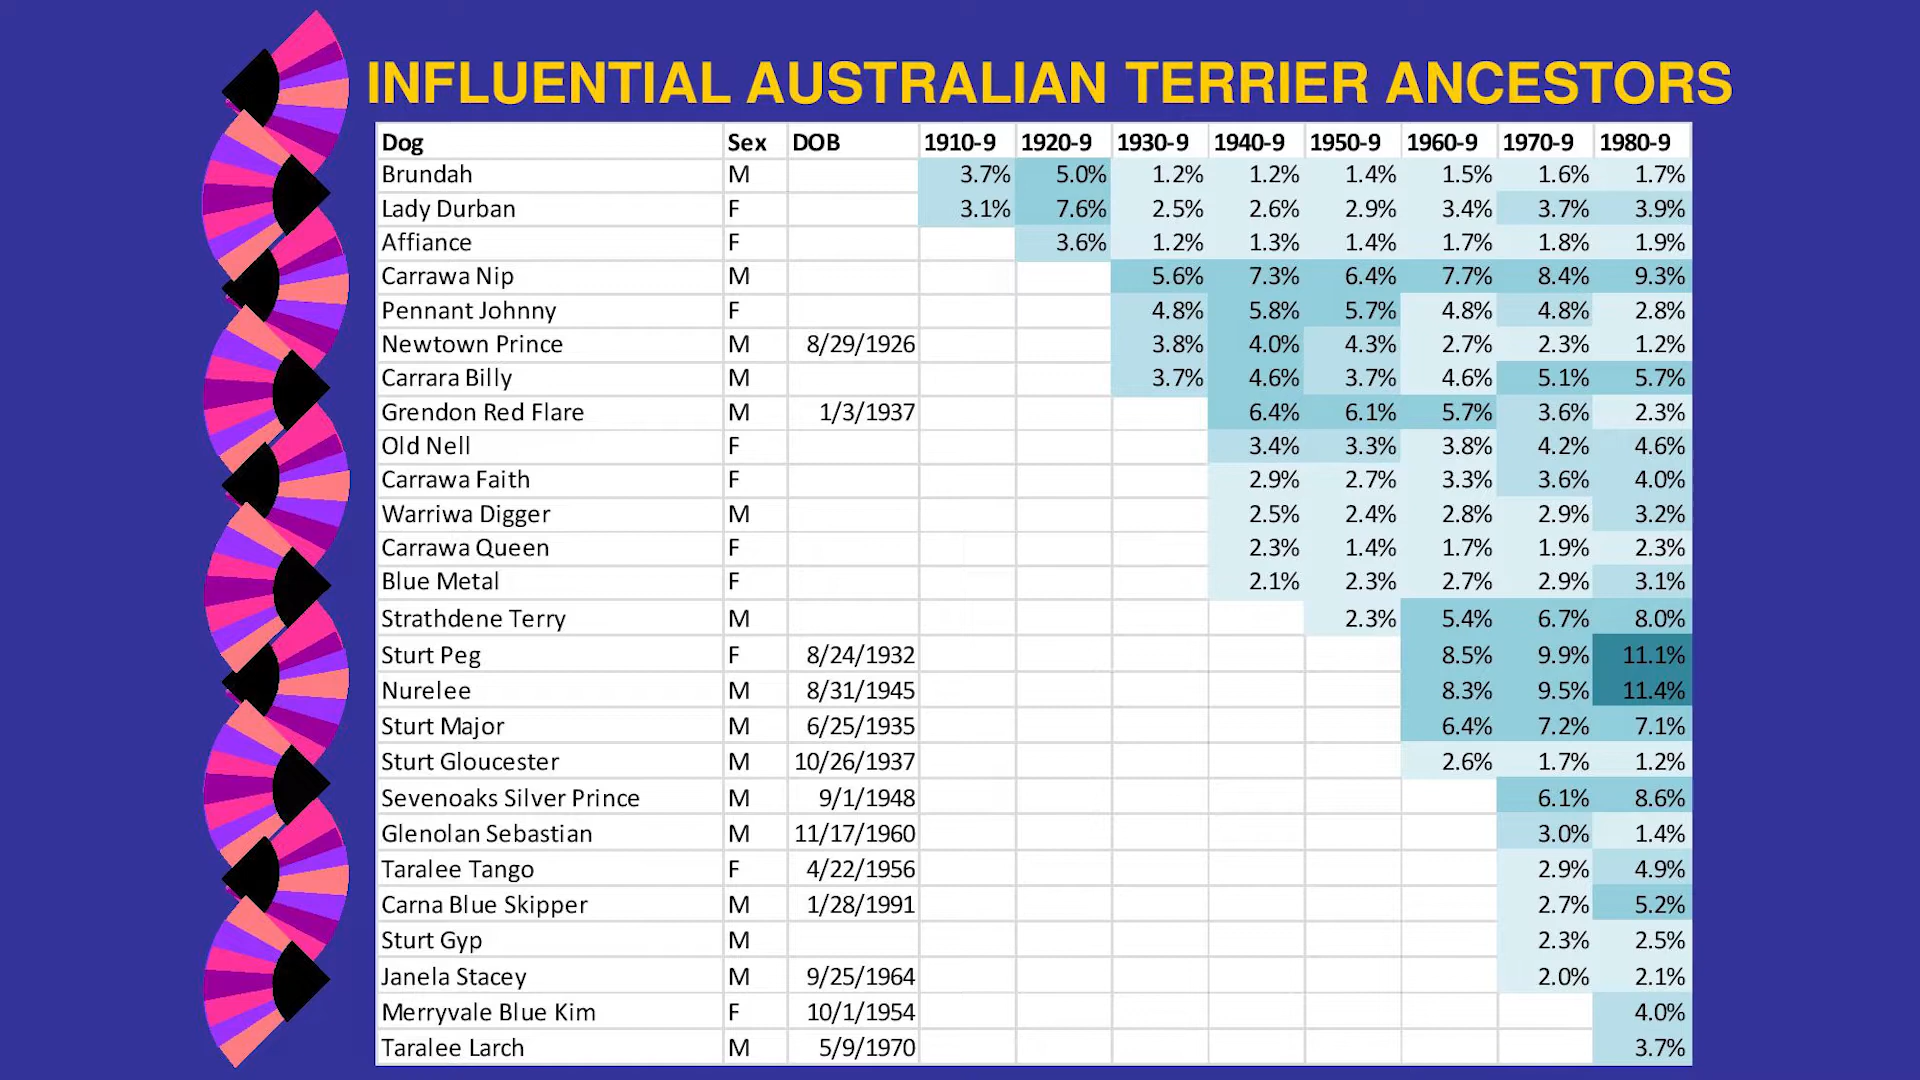 INFLUENTIAL AUSTRALIAN TERRIER ANCESTORS
Dog Sex DOB 1910-9 1920-9 1930-9 1940-9 1950-9 1960-9 1970-9 1980-9
Brundah M 3.7% 5.0% 1.2% 1.2% 1.4% 1.5% 1.6% 1.7%
Lady Durban F 3.1% 7.6% 2.5% 2.6% 2.9% 3.4% 3.7% 3.9%
Affiance F 3.6% 1.2% 1.3% 1.4% 1.7% 1.8% 1.9%
Carrawa Nip M 5.6% 7.3% 6.4% 7.7% 8.4% 9.3%
Pennant Johnny F 4.8% 5.8% 5.7% 4.8% 4.8% 2.8%
Newtown Prince M 8/29/1926 3.8% 4.0% 4.3% 2.7% 2.3% 1.2%
Carrara Billy M 3.7% 4.6% 3.7% 4.6% 5.1% 5.7%
Grendon Red Flare M 1/3/1937 6.4% 6.1% 5.7% 3.6% 2.3%
Old Nell F 3.4% 3.3% 3.8% 4.2% 4.6%
Carrawa Faith F 2.9% 2.7% 3.3% 3.6% 4.0%
Warriwa Digger M 2.5% 2.4% 2.8% 2.9% 3.2%
Carrawa Queen F 2.3% 1.4% 1.7% 1.9% 2.3%
Blue Metal F 2.1% 2.3% 2.7% 2.9% 3.1%
Strathdene Terry M 2.3% 5.4% 6.7% 8.0%
Sturt Peg F 8/24/1932 8.5% 9.9% 11.1%
Nurelee M 8/31/1945 8.3% 9.5% 11.4%
Sturt Major M 6/25/1935 6.4% 7.2% 7.1%
Sturt Gloucester M 10/26/1937 2.6% 1.7% 1.2%
Sevenoaks Silver Prince M 9/1/1948 6.1% 8.6%
Glenolan Sebastian M 11/17/1960 3.0% 1.4%
Taralee Tango F 4/22/1956 2.9% 4.9%
Carna Blue Skipper M 1/28/1991 2.7% 5.2%
Sturt Gyp M 2.3% 2.5%
Janela Stacey M 9/25/1964 2.0% 2.1%
Merryvale Blue Kim F 10/1/1954 4.0%
Taralee Larch M 5/9/1970 3.7%